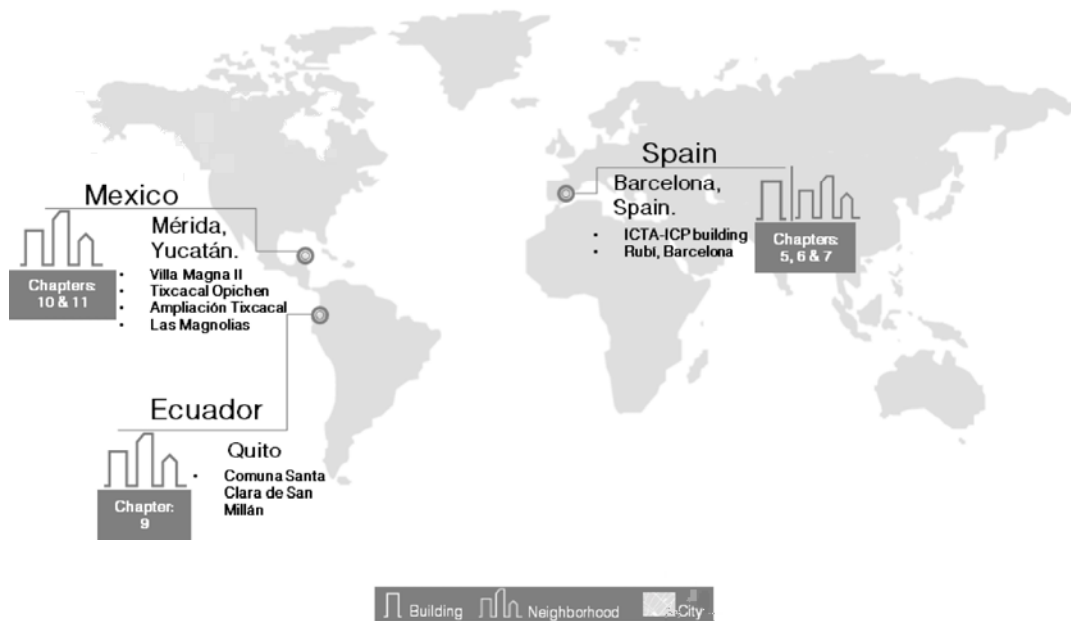 Spain
Barcelona,
Spain.
• ICTA-ICP building
• Rubí, Barcelona
Chapters:
5, 6 & 7
Mexico
Mérida,
Yucatán.
• Villa Magna II
• Tixcacal Opichen
• Ampliación Tixcacal
• Las Magnolias
Chapters:
10 & 11
Ecuador
Quito
• Comuna Santa
Clara de San
Millán
Chapter:
9
Building Neighborhood City